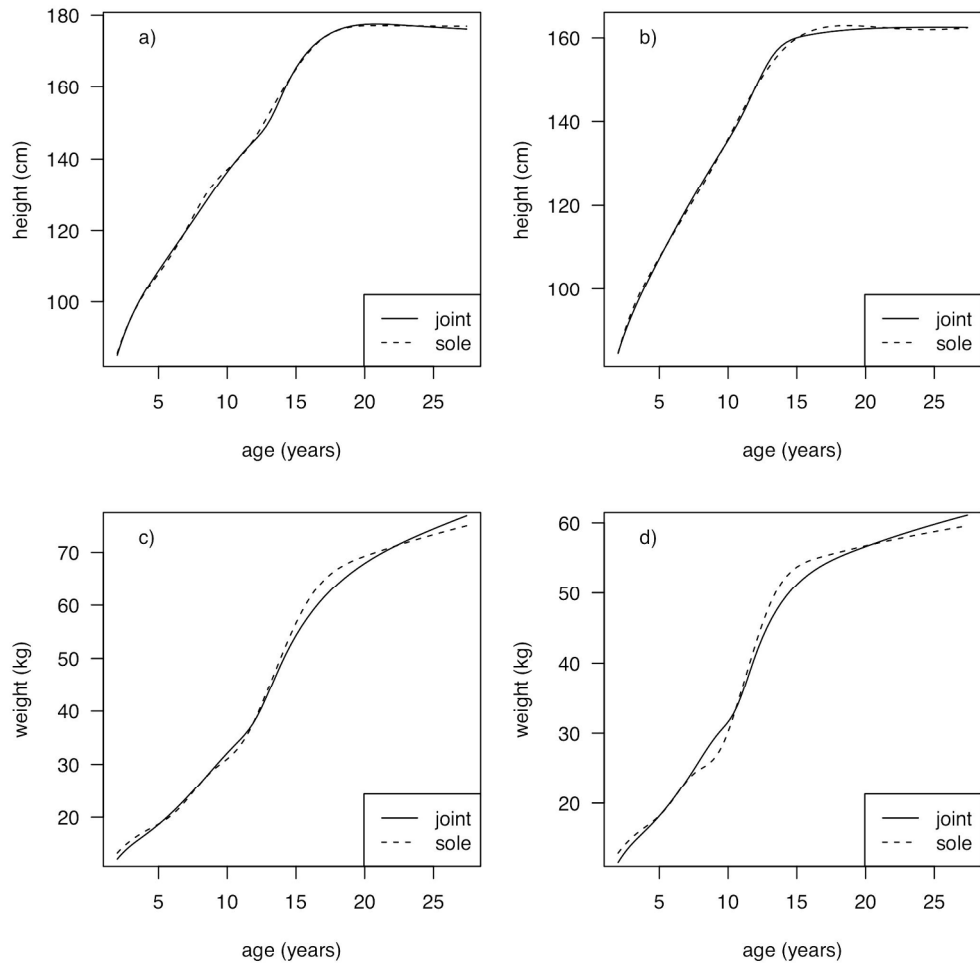 a)
180
160
140
120
100
height (cm)
joint
sole
5 10 15 20 25
age (years)
b)
160
140
120
100
height (cm)
joint
sole
5 10 15 20 25
age (years)
c)
70
60
50
40
30
20
weight (kg)
joint
sole
5 10 15 20 25
age (years)
d)
60
50
40
30
20
weight (kg)
joint
sole
5 10 15 20 25
age (years)